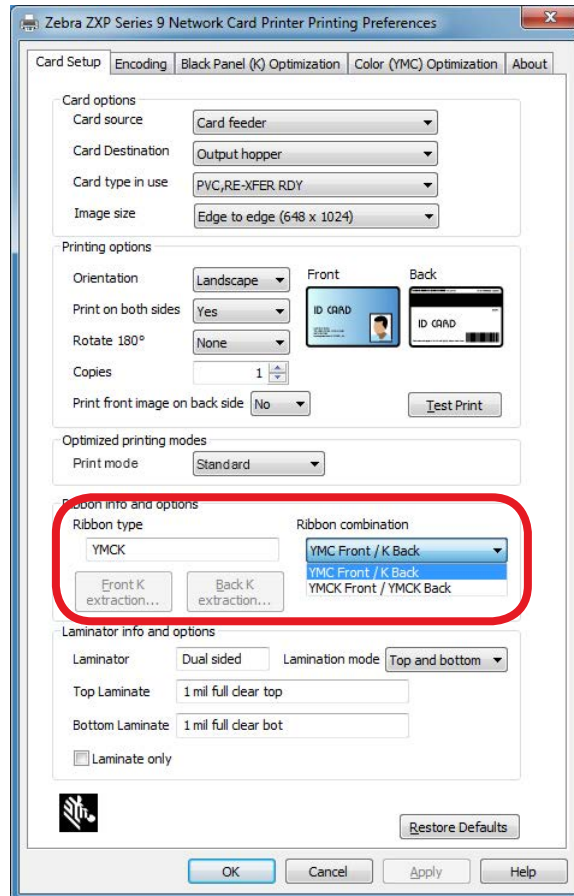 Zebra ZXP Series 9 Network Card Printer Printing Preferences
Card Setup Encoding Black Panel (K) Optimization Color (YMC) Optimization About
Card options
Card source Card feeder
Card Destination Output hopper
Card type in use PVC,RE-XFER RDY
Image size Edge to edge (648 x 1024)
Printing options
Orientation Landscape Front Back
Print on both sides Yes
ID CARD
ID CARD
Rotate 180° None
Copies 1
Print front image on back side No Test Print
Optimized printing modes
Print mode Standard
Ribbon info and options
Ribbon type Ribbon combination
YMCK YMC Front / K Back
YMC Front / K Back
YMCK Front / YMCK Back
Front K extraction...
Back K extraction...
Laminator info and options
Laminator Dual sided Lamination mode Top and bottom
Top Laminate 1 mil full clear top
Bottom Laminate 1 mil full clear bot
Laminate only
Restore Defaults
OK Cancel Apply Help